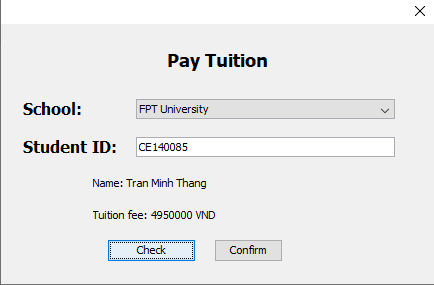 Pay Tuition
School: FPT University
Student ID: CE140085
Name: Tran Minh Thang
Tuition fee: 4950000 VND
Check Confirm